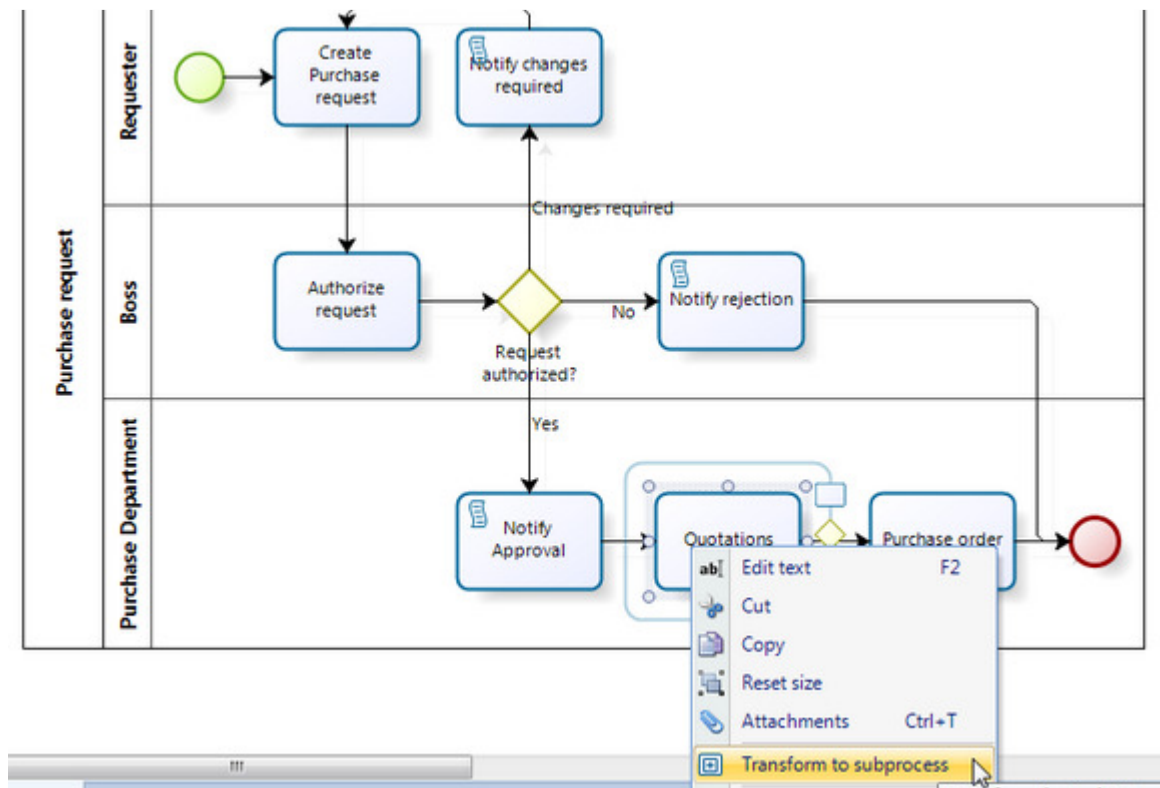 Purchase request
Requester
Create
Purchase
request
Notify changes
required
Changes required
Boss
Authorize
request
Request
authorized?
No
Notify rejection
Yes
Purchase Department
Notify
Approval
Quotations
Purchase order
Edit text F2
Cut
Copy
Reset size
Attachments Ctrl+T
Transform to subprocess